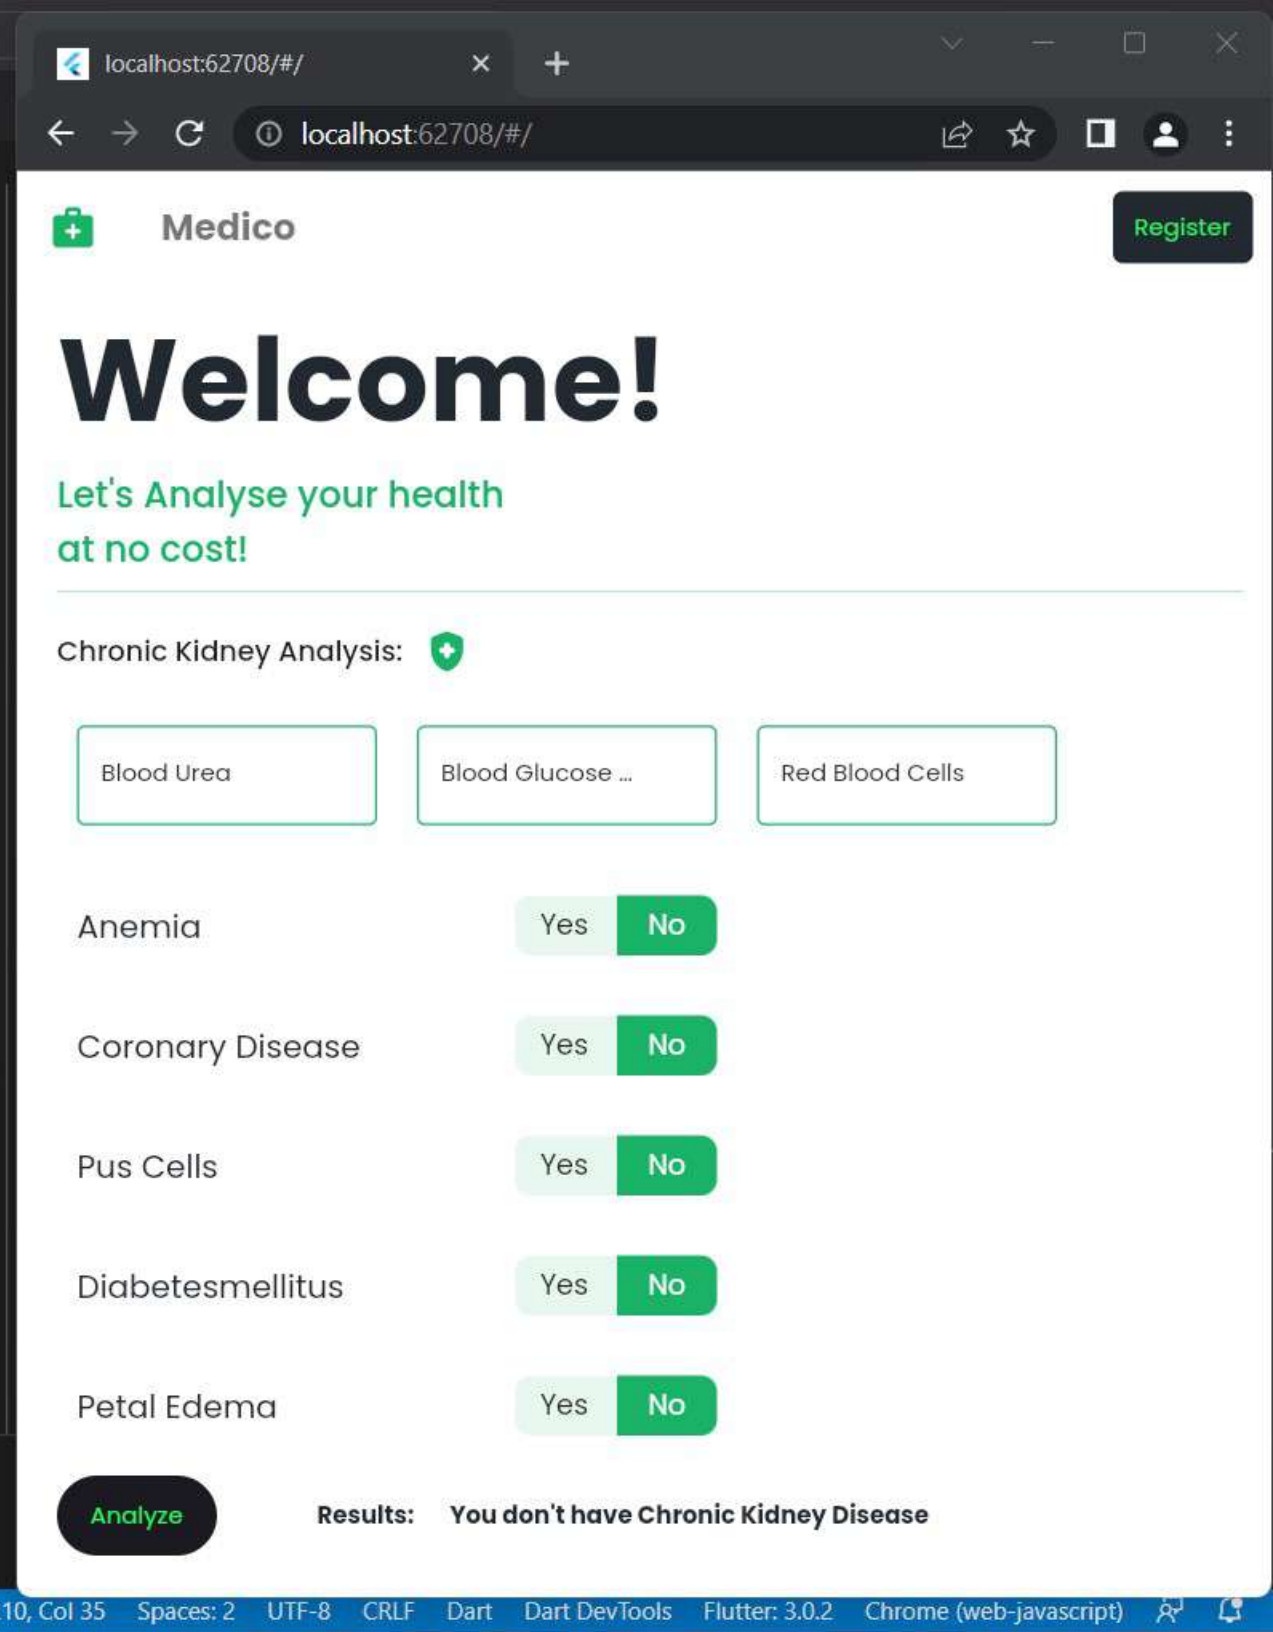 localhost:62708/#/
localhost:62708/#/
Medico
Register
Welcome!
Let's Analyse your health
at no cost!
Chronic Kidney Analysis:
Blood Urea Blood Glucose ... Red Blood Cells
Anemia Yes No
Coronary Disease Yes No
Pus Cells Yes No
Diabetesmellitus Yes No
Petal Edema Yes No
Analyze Results: You don't have Chronic Kidney Disease
10, Col 35 Spaces: 2 UTF-8 CRLF Dart Dart DevTools Flutter: 3.0.2 Chrome (web-javascript)